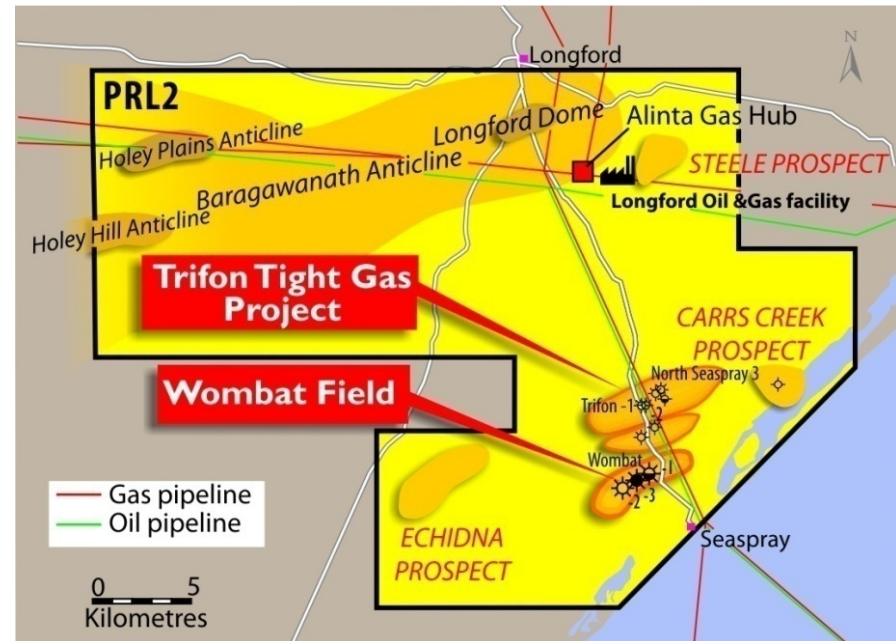 N
Longford
PRL2
Alinta Gas Hub
Longford Dome
Holey Plains Anticline
STEELE PROSPECT
Baragawanath Anticline
Longford Oil &Gas facility
Holey Hill Anticline
Trifon Tight Gas
Project
CARRS CREEK
PROSPECT
North Seaspray 3
Wombat Field
Trifon -1
-2
Wombat
-1
-2
-3
Gas pipeline
Oil pipeline
ECHIDNA
PROSPECT
Seaspray
0 5
Kilometres